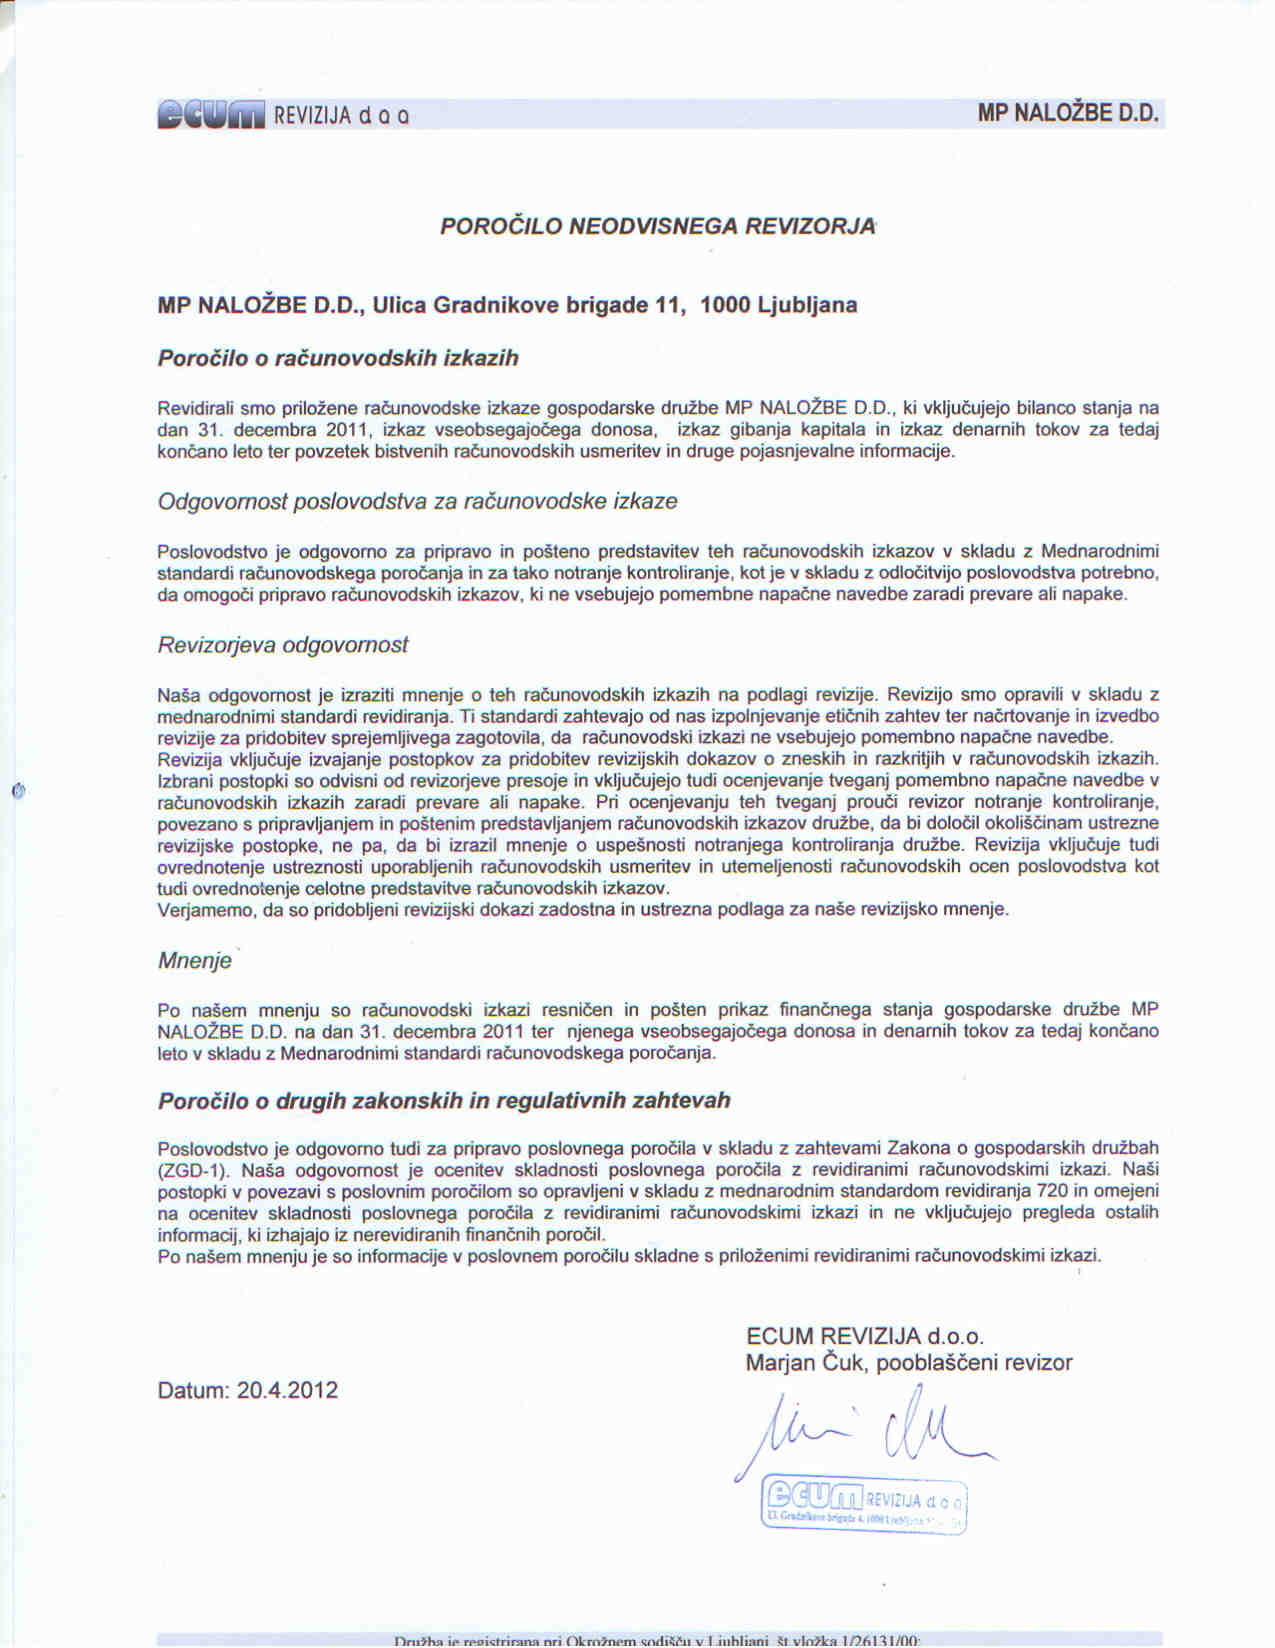 ecum REVIZIJA d o o MP NALOŽBE D.D.
POROČILO NEODVISNEGA REVIZORJA
MP NALOŽBE D.D., Ulica Gradnikove brigade 11, 1000 Ljubljana
Poročilo o računovodskih izkazih
Revidirali smo priložene računovodske izkaze gospodarske družbe MP NALOŽBE D.D., ki vključujejo bilanco stanja na
dan 31. decembra 2011, izkaz vseobsegajočega donosa, izkaz gibanja kapitala in izkaz denarnih tokov za tedaj
končano leto ter povzetek bistvenih računovodskih usmeritev in druge pojasnjevalne informacije.
Odgovornost poslovodstva za računovodske izkaze
Poslovodstvo je odgovorno za pripravo in pošteno predstavitev teh računovodskih izkazov v skladu z Mednarodnimi
standardi računovodskega poročanja in za tako notranje kontroliranje, kot je v skladu z odločitvijo poslovodstva potrebno,
da omogoči pripravo računovodskih izkazov, ki ne vsebujejo pomembne napačne navedbe zaradi prevare ali napake.
Revizorjeva odgovornost
Naša odgovornost je izraziti mnenje o teh računovodskih izkazih na podlagi revizije. Revizijo smo opravili v skladu z
mednarodnimi standardi revidiranja. Ti standardi zahtevajo od nas izpolnjevanje etičnih zahtev ter načrtovanje in izvedbo
revizije za pridobitev sprejemljivega zagotovila, da računovodski izkazi ne vsebujejo pomembno napačne navedbe.
Revizija vključuje izvajanje postopkov za pridobitev revizijskih dokazov o zneskih in razkritjih v računovodskih izkazih.
Izbrani postopki so odvisni od revizorjeve presoje in vključujejo tudi ocenjevanje tveganj pomembno napačne navedbe v
računovodskih izkazih zaradi prevare ali napake. Pri ocenjevanju teh tveganj prouči revizor notranje kontroliranje,
povezano s pripravljanjem in poštenim predstavljanjem računovodskih izkazov družbe, da bi določil okoliščinam ustrezne
revizijske postopke, ne pa, da bi izrazil mnenje o uspešnosti notranjega kontroliranja družbe. Revizija vključuje tudi
ovrednotenje ustreznosti uporabljenih računovodskih usmeritev in utemeljenosti računovodskih ocen poslovodstva kot
tudi ovrednotenje celotne predstavitve računovodskih izkazov.
Verjamemo, da so pridobljeni revizijski dokazi zadostna in ustrezna podlaga za naše revizijsko mnenje.
Mnenje
Po našem mnenju so računovodski izkazi resničen in pošten prikaz finančnega stanja gospodarske družbe MP
NALOŽBE D.D. na dan 31. decembra 2011 ter njenega vseobsegajočega donosa in denarnih tokov za tedaj končano
leto v skladu z Mednarodnimi standardi računovodskega poročanja.
Poročilo o drugih zakonskih in regulativnih zahtevah
Poslovodstvo je odgovorno tudi za pripravo poslovnega poročila v skladu z zahtevami Zakona o gospodarskih družbah
(ZGD-1). Naša odgovornost je ocenitev skladnosti poslovnega poročila z revidiranimi računovodskimi izkazi. Naši
postopki v povezavi s poslovnim poročilom so opravljeni v skladu z mednarodnim standardom revidiranja 720 in omejeni
na ocenitev skladnosti poslovnega poročila z revidiranimi računovodskimi izkazi in ne vključujejo pregleda ostalih
informacij, ki izhajajo iz nerevidiranih finančnih poročil.
Po našem mnenju je so informacije v poslovnem poročilu skladne s priloženimi revidiranimi računovodskimi izkazi.
ECUM REVIZIJA d.o.o.
Marjan Čuk, pooblaščeni revizor
Datum: 20.4.2012
ecum REVIZIJA d o o
Ul. Gradnikove brigade 4, 1000 Ljubljana
Družba je registrirana pri Okrožnem sodišču v Ljubljani, št vložka 1/26131/00;